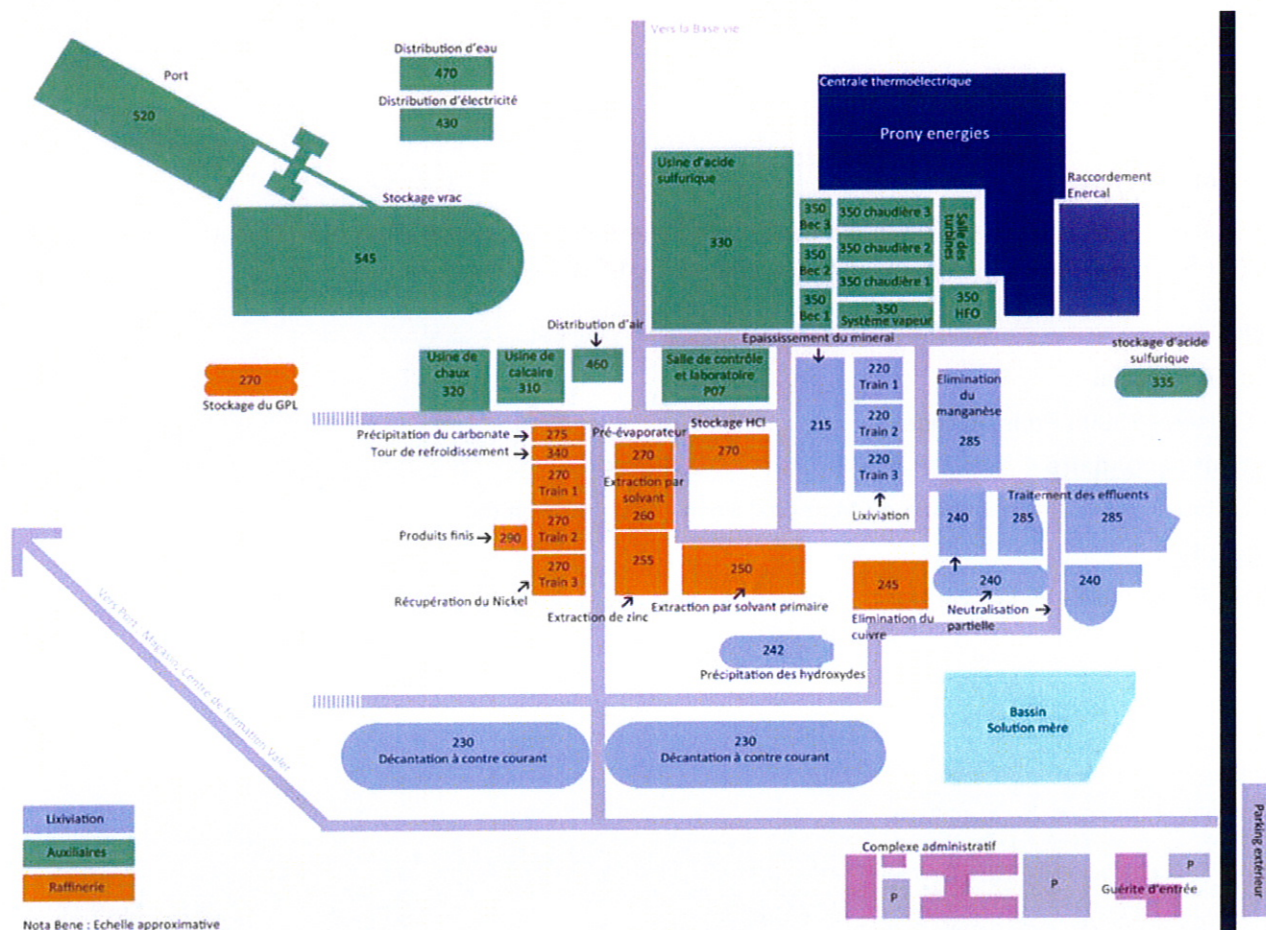 Vers la Base vie
Distribution d'eau
470
Distribution d'électricité
430
Port
520
Stockage vrac
545
Centrale thermoélectrique
Prony energies
Usine d'acide
sulfurique
330
350
Bec 3
350
Bec 2
350
Bec 1
350 chaudière 3
350 chaudière 2
350 chaudière 1
350
Système vapeur
Salle des
turbines
350
HFO
Raccordement
Enercal
Distribution d'air
460
Usine de
chaux
320
Usine de
calcaire
310
Salle de contrôle
et laboratoire
P07
Epaississement du minerai
215
220
Train 1
220
Train 2
220
Train 3
Lixiviation
Elimination
du
manganèse
285
stockage d'acide
sulfurique
335
270
Stockage du GPL
Précipitation du carbonate
275
Tour de refroidissement
340
270
Train 1
270
Train 2
270
Train 3
Produits finis
290
Récupération du Nickel
Pré-évaporateur
270
Extraction par
solvant
260
255
Extraction de zinc
Stockage HCl
270
250
Extraction par solvant primaire
245
Elimination du
cuivre
Traitement des effluents
240
285
285
240
240
Neutralisation
partielle
242
Précipitation des hydroxydes
Vers Port, Magasin, Centre de formation Valer
230
Décantation à contre courant
230
Décantation à contre courant
Bassin
Solution mère
Lixiviation
Auxiliaires
Raffinerie
Nota Bene : Echelle approximative
Complexe administratif
P
P
Guérite d'entrée
P
Parking extérieur